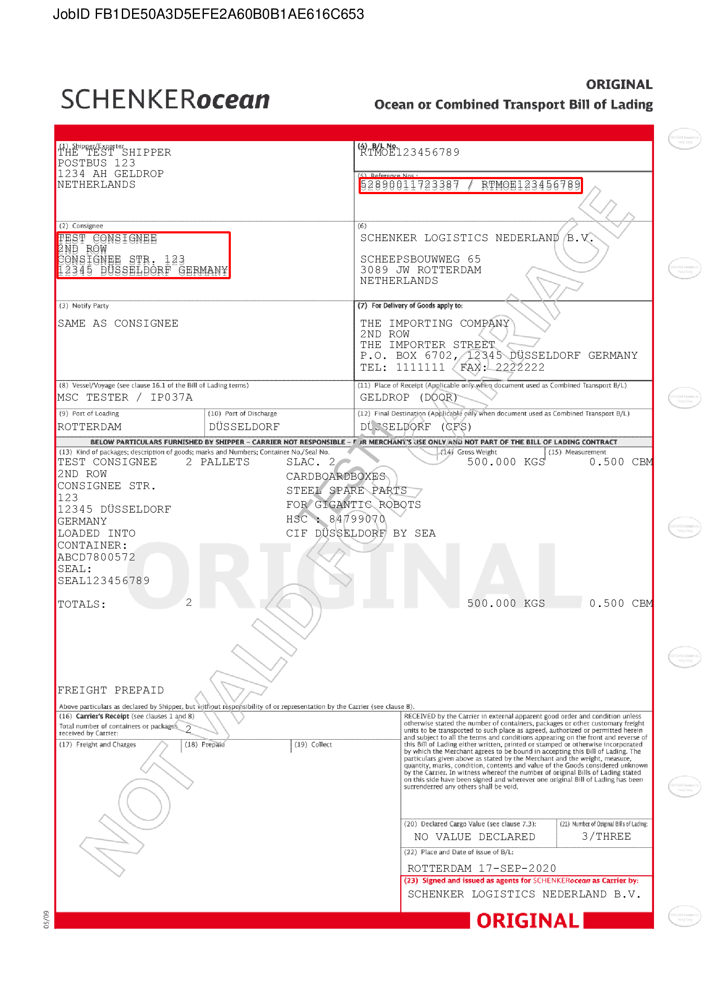 JobID FB1DE50A3D5EFE2A60B0B1AE616C653
SCHENKERocean
ORIGINAL
Ocean or Combined Transport Bill of Lading
(1) Shipper/Exporter
THE TEST SHIPPER
POSTBUS 123
1234 AH GELDROP
NETHERLANDS
(4) B/L No.
RTMOE123456789
(5) Reference Nos.:
52890011723387 / RTMOE123456789
(2) Consignee
TEST CONSIGNEE
2ND ROW
CONSIGNEE STR. 123
12345 DÜSSELDORF GERMANY
(6)
SCHENKER LOGISTICS NEDERLAND B.V.
SCHEEPSBOUWWEG 65
3089 JW ROTTERDAM
NETHERLANDS
(3) Notify Party
SAME AS CONSIGNEE
(7) For Delivery of Goods apply to:
THE IMPORTING COMPANY
2ND ROW
THE IMPORTER STREET
P.O. BOX 6702, 12345 DÜSSELDORF GERMANY
TEL: 1111111 FAX: 2222222
(8) Vessel/Voyage (see clause 16.1 of the Bill of Lading terms)
MSC TESTER / IP037A
(11) Place of Receipt (Applicable only when document used as Combined Transport B/L)
GELDROP (DOOR)
(9) Port of Loading
ROTTERDAM
(10) Port of Discharge
DÜSSELDORF
(12) Final Destination (Applicable only when document used as Combined Transport B/L)
DÜSSELDORF (CFS)
BELOW PARTICULARS FURNISHED BY SHIPPER – CARRIER NOT RESPONSIBLE – FOR MERCHANT'S USE ONLY AND NOT PART OF THE BILL OF LADING CONTRACT
(13) Kind of packages; description of goods; marks and Numbers; Container No./Seal No.
(14) Gross Weight
(15) Measurement
TEST CONSIGNEE 2 PALLETS SLAC. 2 500.000 KGS 0.500 CBM
2ND ROW
CONSIGNEE STR.
123
12345 DÜSSELDORF
GERMANY
LOADED INTO
CONTAINER:
ABCD7800572
SEAL:
SEAL123456789
CARDBOARDBOXES
STEEL SPARE PARTS
FOR GIGANTIC ROBOTS
HSC : 84799070
CIF DÜSSELDORF BY SEA
TOTALS: 2 500.000 KGS 0.500 CBM
ORIGINAL
TEST1
NOT VALID FOR CARRIAGE
FREIGHT PREPAID
Above particulars as declared by Shipper, but without responsibility of or representation by the Carrier (see clause 8).
(16) Carrier's Receipt (see clauses 1 and 8)
Total number of containers or packages
received by Carrier:
2
(17) Freight and Charges
(18) Prepaid
(19) Collect
RECEIVED by the Carrier in external apparent good order and condition unless
otherwise stated the number of containers, packages or other customary freight
units to be transported to such place as agreed, authorized or permitted herein
and subject to all the terms and conditions appearing on the front and reverse of
this Bill of Lading either written, printed or stamped or otherwise incorporated
by which the Merchant agrees to be bound in accepting this Bill of Lading. The
particulars given above as stated by the Merchant and the weight, measure,
quantity, marks, condition, contents and value of the Goods considered unknown
by the Carrier. In witness whereof the number of original Bills of Lading stated
on this side have been signed and wherever one original Bill of Lading has been
surrenderred any others shall be void.
(20) Declared Cargo Value (see clause 7.3):
NO VALUE DECLARED
(21) Number of Original Bills of Lading:
3/THREE
(22) Place and Date of issue of B/L:
ROTTERDAM 17-SEP-2020
(23) Signed and issued as agents for SCHENKERocean as Carrier by:
SCHENKER LOGISTICS NEDERLAND B.V.
05/09
ORIGINAL